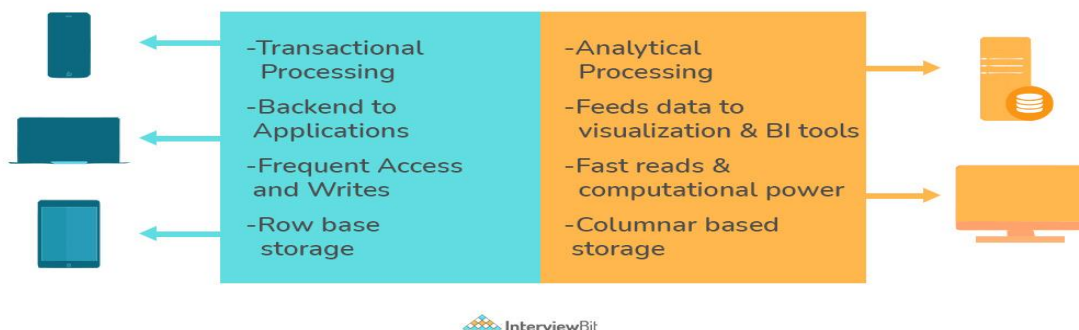 -Transactional
Processing
-Backend to
Applications
-Frequent Access
and Writes
-Row base
storage
-Analytical
Processing
-Feeds data to
visualization & BI tools
-Fast reads &
computational power
-Columnar based
storage
InterviewBit